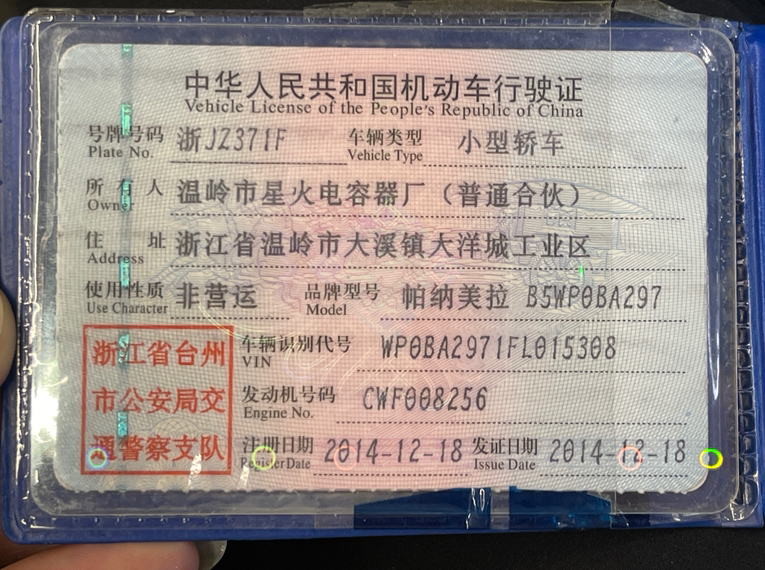 中华人民共和国机动车行驶证
Vehicle License of the People's Republic of China
号牌号码 浙JZ371F 车辆类型 小型轿车
Plate No. Vehicle Type
所有人 温岭市星火电容器厂（普通合伙）
Owner
住址 浙江省温岭市大溪镇大洋城工业区
Address
使用性质 非营运 品牌型号 帕纳美拉 B5WP0BA297
Use Character Model
浙江省台州 车辆识别代号 WP0BA2971FL015308
VIN
市公安局交 发动机号码 CWF008256
Engine No.
通警察支队 注册日期 2014-12-18 发证日期 2014-12-18
Register Date Issue Date